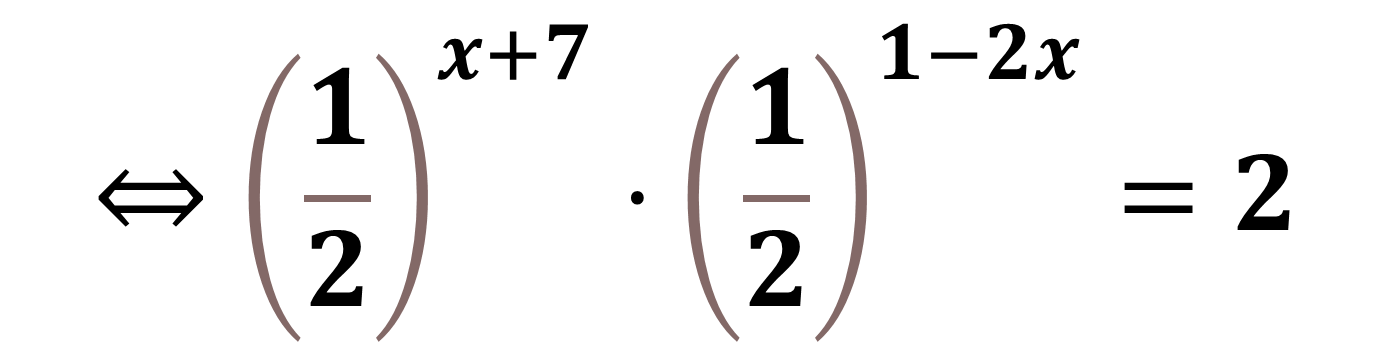 ⇔ (1/2)^(x+7) · (1/2)^(1−2x) = 2